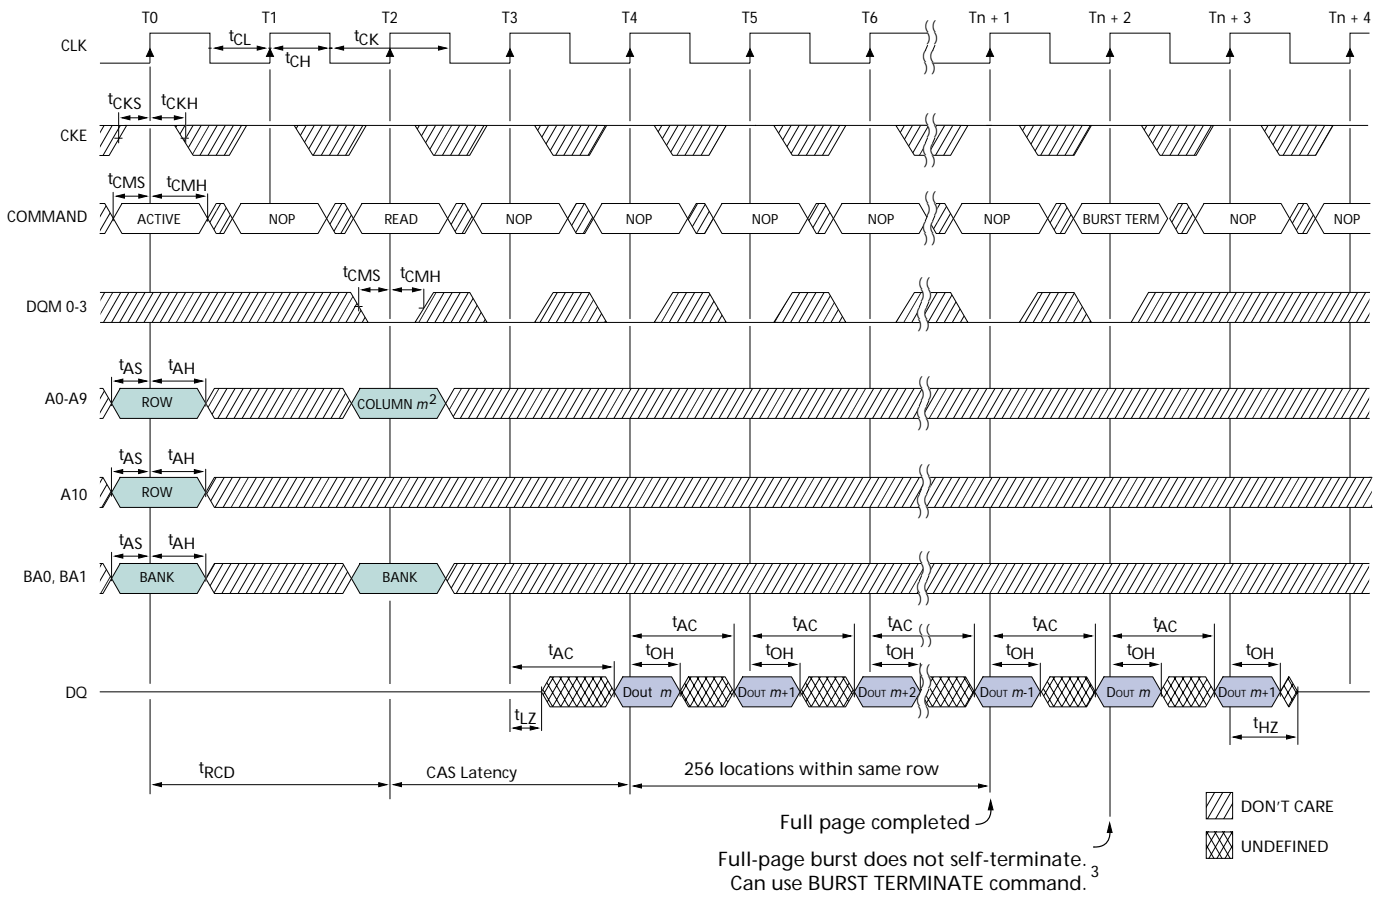 T0 T1 T2 T3 T4 T5 T6 Tn + 1 Tn + 2 Tn + 3 Tn + 4
CLK
tCL tCK
tCH
tCKS tCKH
CKE
tCMS tCMH
COMMAND ACTIVE NOP READ NOP NOP NOP NOP NOP BURST TERM NOP NOP
tCMS tCMH
DQM 0-3
tAS tAH
A0-A9 ROW COLUMN m2
tAS tAH
A10 ROW
tAS tAH
BA0, BA1 BANK BANK
tAC tAC tAC tAC tAC
tAC tOH tOH tOH tOH tOH tOH
DQ DOUT m DOUT m+1 DOUT m+2 DOUT m-1 DOUT m DOUT m+1
tLZ tHZ
tRCD CAS Latency 256 locations within same row
Full page completed
DON'T CARE
UNDEFINED
Full-page burst does not self-terminate.
Can use BURST TERMINATE command. 3